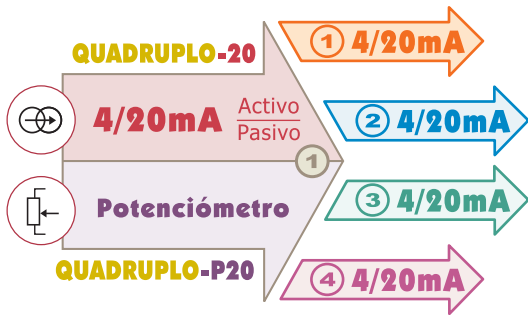 QUADRUPLO-20
4/20mA
Activo
Pasivo
1
Potenciómetro
QUADRUPLO-P20
1 4/20mA
2 4/20mA
3 4/20mA
4 4/20mA